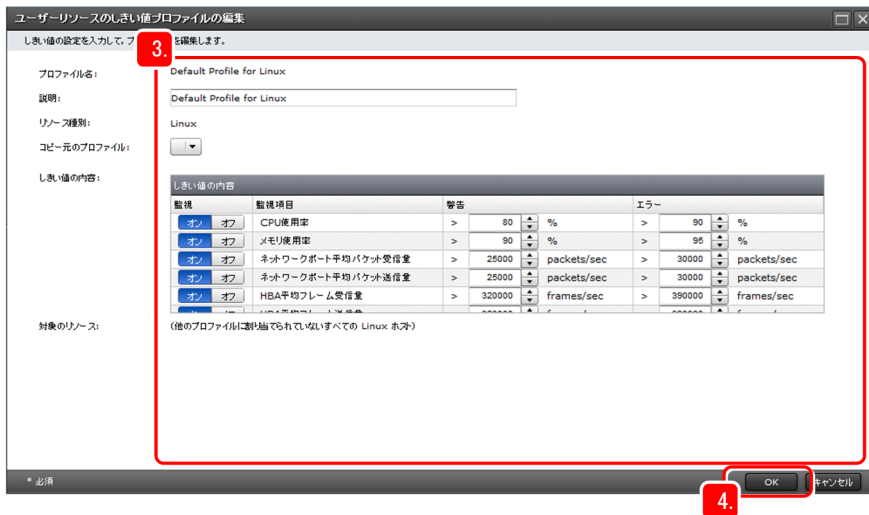 ユーザーリソースのしきい値プロファイルの編集
しきい値の設定を入力して,プ を編集します。
3.
プロファイル名: Default Profile for Linux
説明: Default Profile for Linux
リソース種別: Linux
コピー元のプロファイル:
しきい値の内容: しきい値の内容
監視 監視項目 警告 エラー
オン オフ CPU使用率 > 80 % > 90 %
オン オフ メモリ使用率 > 90 % > 95 %
オン オフ ネットワークポート平均パケット受信量 > 25000 packets/sec > 30000 packets/sec
オン オフ ネットワークポート平均パケット送信量 > 25000 packets/sec > 30000 packets/sec
オン オフ HBA平均フレーム受信量 > 320000 frames/sec > 390000 frames/sec
対象のリソース: (他のプロファイルに割り当てられていないすべての Linux ホスト)
* 必須 OK キャンセル
4.